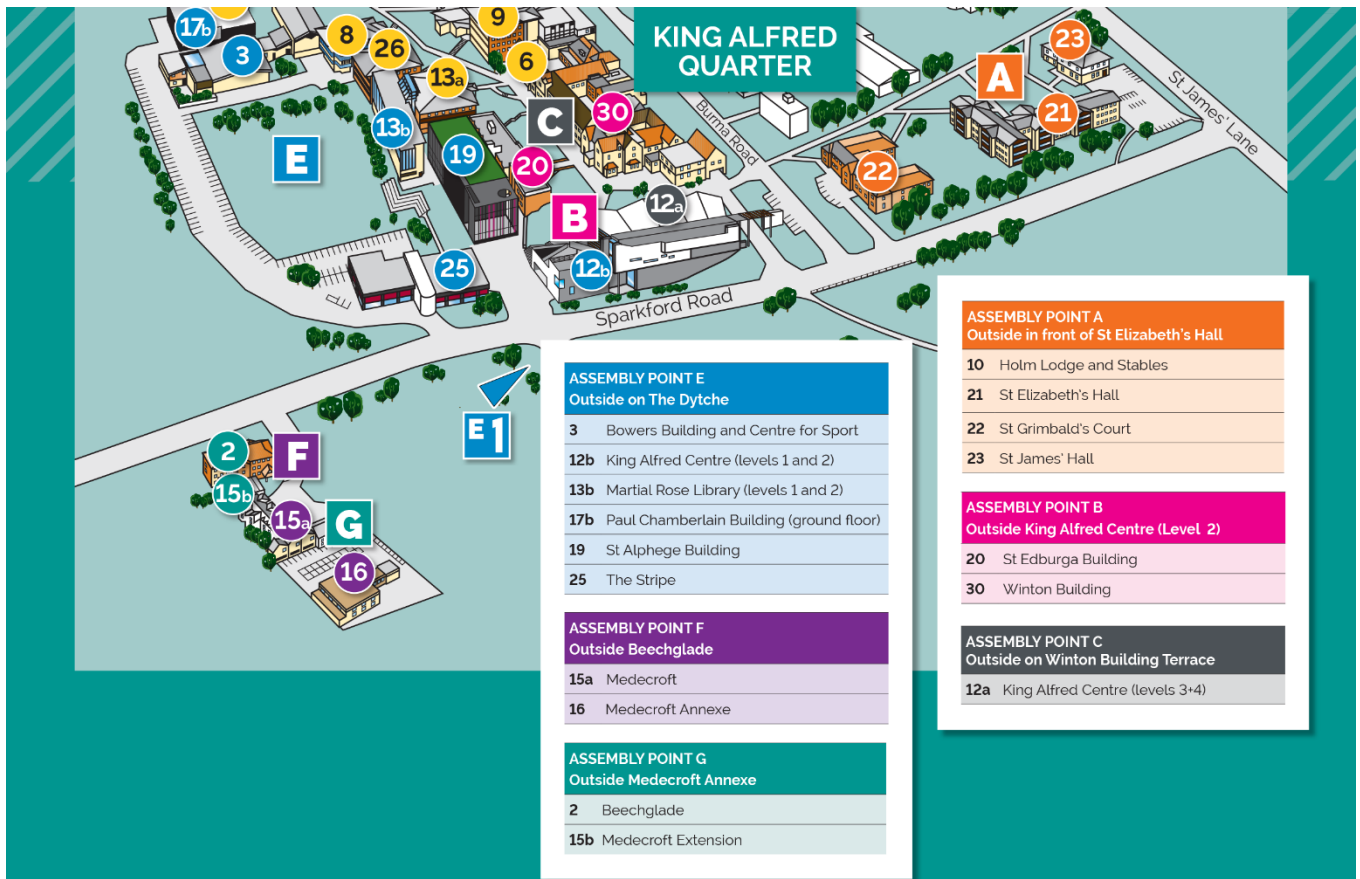 17b
3
8
26
13a
9
6
KING ALFRED
QUARTER
23
A
21
St James' Lane
Burma Road
C
30
13b
E
19
20
22
B
12a
12b
25
Sparkford Road
E1
2
F
15b
15a
G
16
ASSEMBLY POINT E
Outside on The Dytche
3 Bowers Building and Centre for Sport
12b King Alfred Centre (levels 1 and 2)
13b Martial Rose Library (levels 1 and 2)
17b Paul Chamberlain Building (ground floor)
19 St Alphege Building
25 The Stripe
ASSEMBLY POINT F
Outside Beechglade
15a Medecroft
16 Medecroft Annexe
ASSEMBLY POINT G
Outside Medecroft Annexe
2 Beechglade
15b Medecroft Extension
ASSEMBLY POINT A
Outside in front of St Elizabeth's Hall
10 Holm Lodge and Stables
21 St Elizabeth's Hall
22 St Grimbald's Court
23 St James' Hall
ASSEMBLY POINT B
Outside King Alfred Centre (Level 2)
20 St Edburga Building
30 Winton Building
ASSEMBLY POINT C
Outside on Winton Building Terrace
12a King Alfred Centre (levels 3+4)